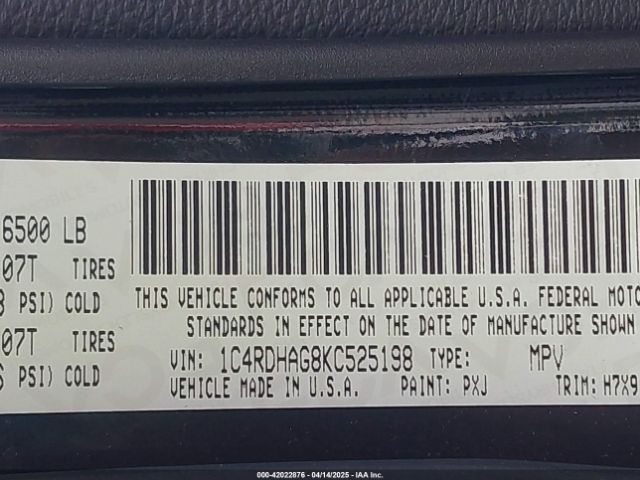 6500 LB
07T TIRES
PSI) COLD
07T TIRES
PSI) COLD
THIS VEHICLE CONFORMS TO ALL APPLICABLE U.S.A. FEDERAL MOTO
STANDARDS IN EFFECT ON THE DATE OF MANUFACTURE SHOWN
VIN: 1C4RDHAG8KC525198 TYPE: MPV
VEHICLE MADE IN U.S.A. PAINT: PXJ TRIM: H7X9
000-42022876 - 04/14/2025 - IAA Inc.